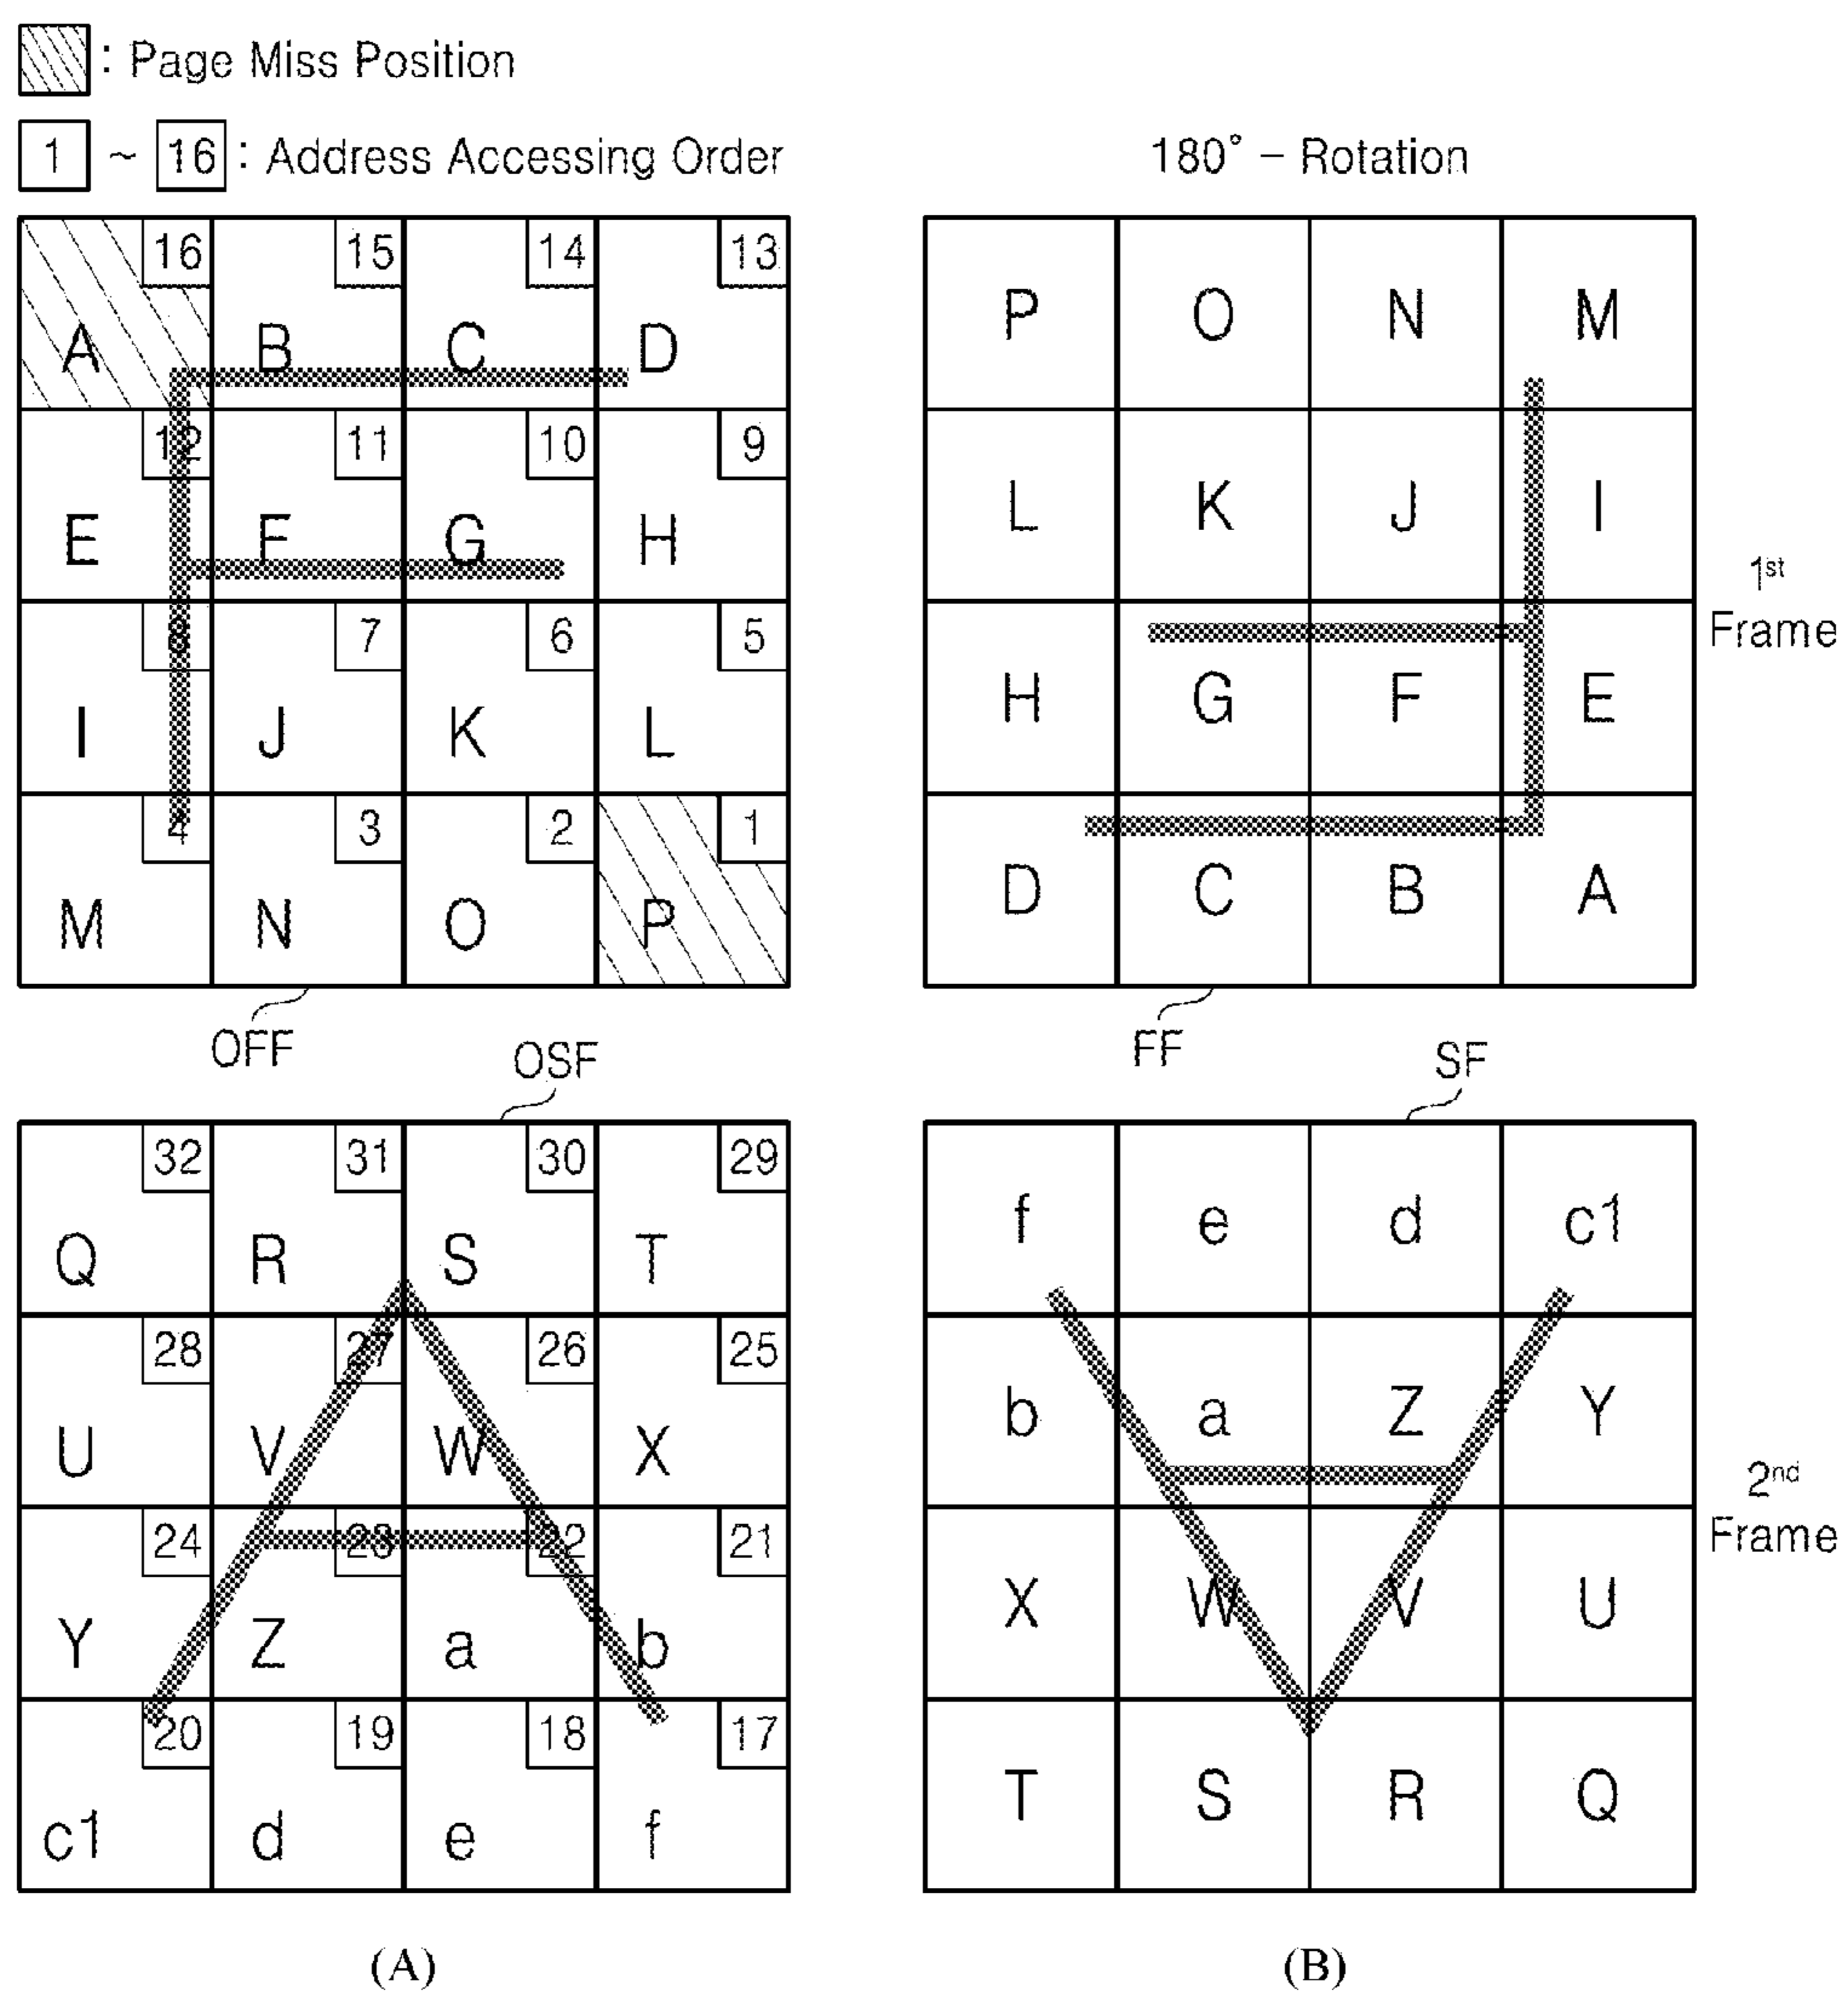 : Page Miss Position
1 ~ 16 : Address Accessing Order
180° – Rotation
16 15 14 13
A B C D
12 11 10 9
E F G H
8 7 6 5
I J K L
4 3 2 1
M N O P
OFF
P O N M
L K J I
H G F E
D C B A
FF
1st
Frame
OSF
32 31 30 29
Q R S T
28 27 26 25
U V W X
24 23 22 21
Y Z a b
20 19 18 17
c1 d e f
(A)
SF
f e d c1
b a Z Y
X W V U
T S R Q
2nd
Frame
(B)